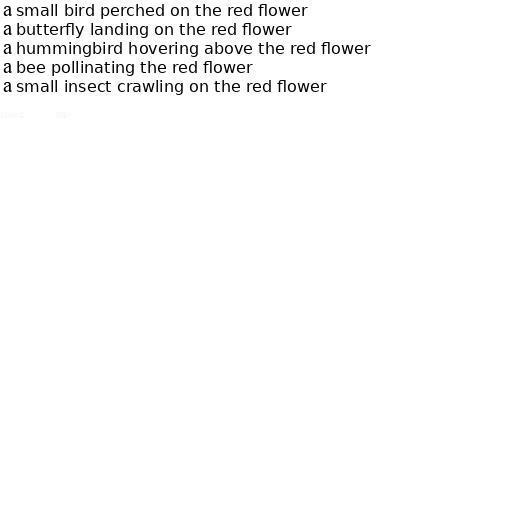 a small bird perched on the red flower
a butterfly landing on the red flower
a hummingbird hovering above the red flower
a bee pollinating the red flower
a small insect crawling on the red flower